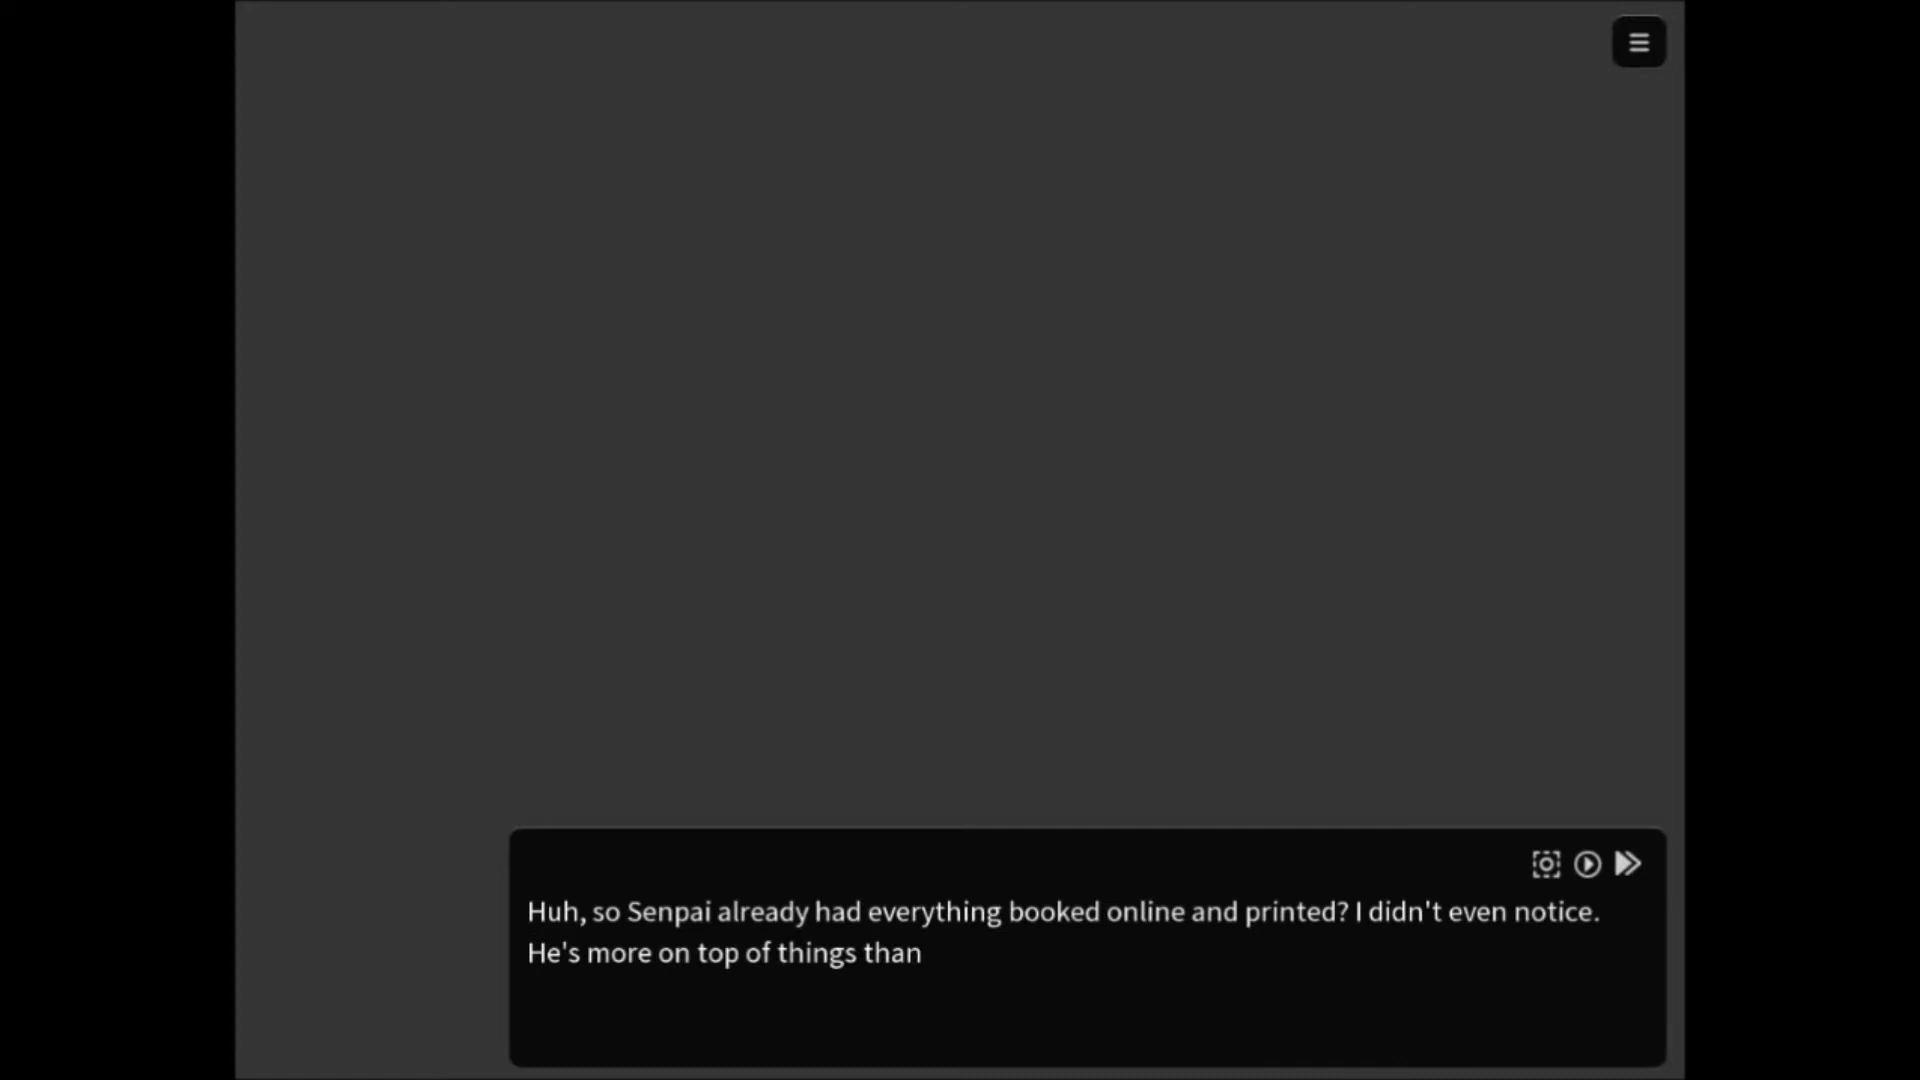 Huh, so Senpai already had everything booked online and printed? I didn't even notice.
He's more on top of things than